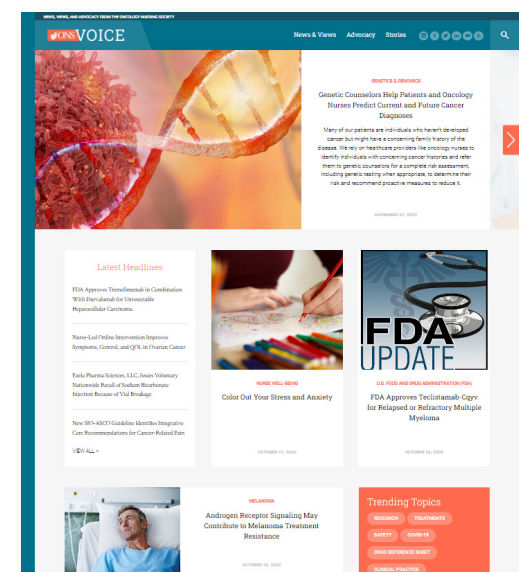 NEWS, VIEWS, AND ADVOCACY FROM THE ONCOLOGY NURSING SOCIETY
ONS VOICE
News & Views Advocacy Stories
GENETICS & GENOMICS
Genetic Counselors Help Patients and Oncology
Nurses Predict Current and Future Cancer
Diagnoses
Many of our patients are individuals who haven't developed
cancer but might have a concerning family history of the
disease. We rely on healthcare providers like oncology nurses to
identify individuals with concerning cancer histories and refer
them to genetic counselors for a complete risk assessment,
including genetic testing when appropriate, to determine their
risk and recommend proactive measures to reduce it.
NOVEMBER 01, 2022
Latest Headlines
FDA Approves Tremelimumab in Combination
With Durvalumab for Unresectable
Hepatocellular Carcinoma
Nurse-Led Online Intervention Improves
Symptoms, Control, and QOL in Ovarian Cancer
Exela Pharma Sciences, LLC, Issues Voluntary
Nationwide Recall of Sodium Bicarbonate
Injection Because of Vial Breakage
New SIO-ASCO Guideline Identifies Integrative
Care Recommendations for Cancer-Related Pain
VIEW ALL »
NURSE WELL-BEING
Color Out Your Stress and Anxiety
OCTOBER 31, 2022
FDA
UPDATE
U.S. FOOD AND DRUG ADMINISTRATION (FDA)
FDA Approves Teclistamab-Cqyv
for Relapsed or Refractory Multiple
Myeloma
OCTOBER 28, 2022
MELANOMA
Androgen Receptor Signaling May
Contribute to Melanoma Treatment
Resistance
OCTOBER 28, 2022
Trending Topics
RESEARCH TREATMENTS
SAFETY COVID-19
DRUG REFERENCE SHEET
CLINICAL PRACTICE